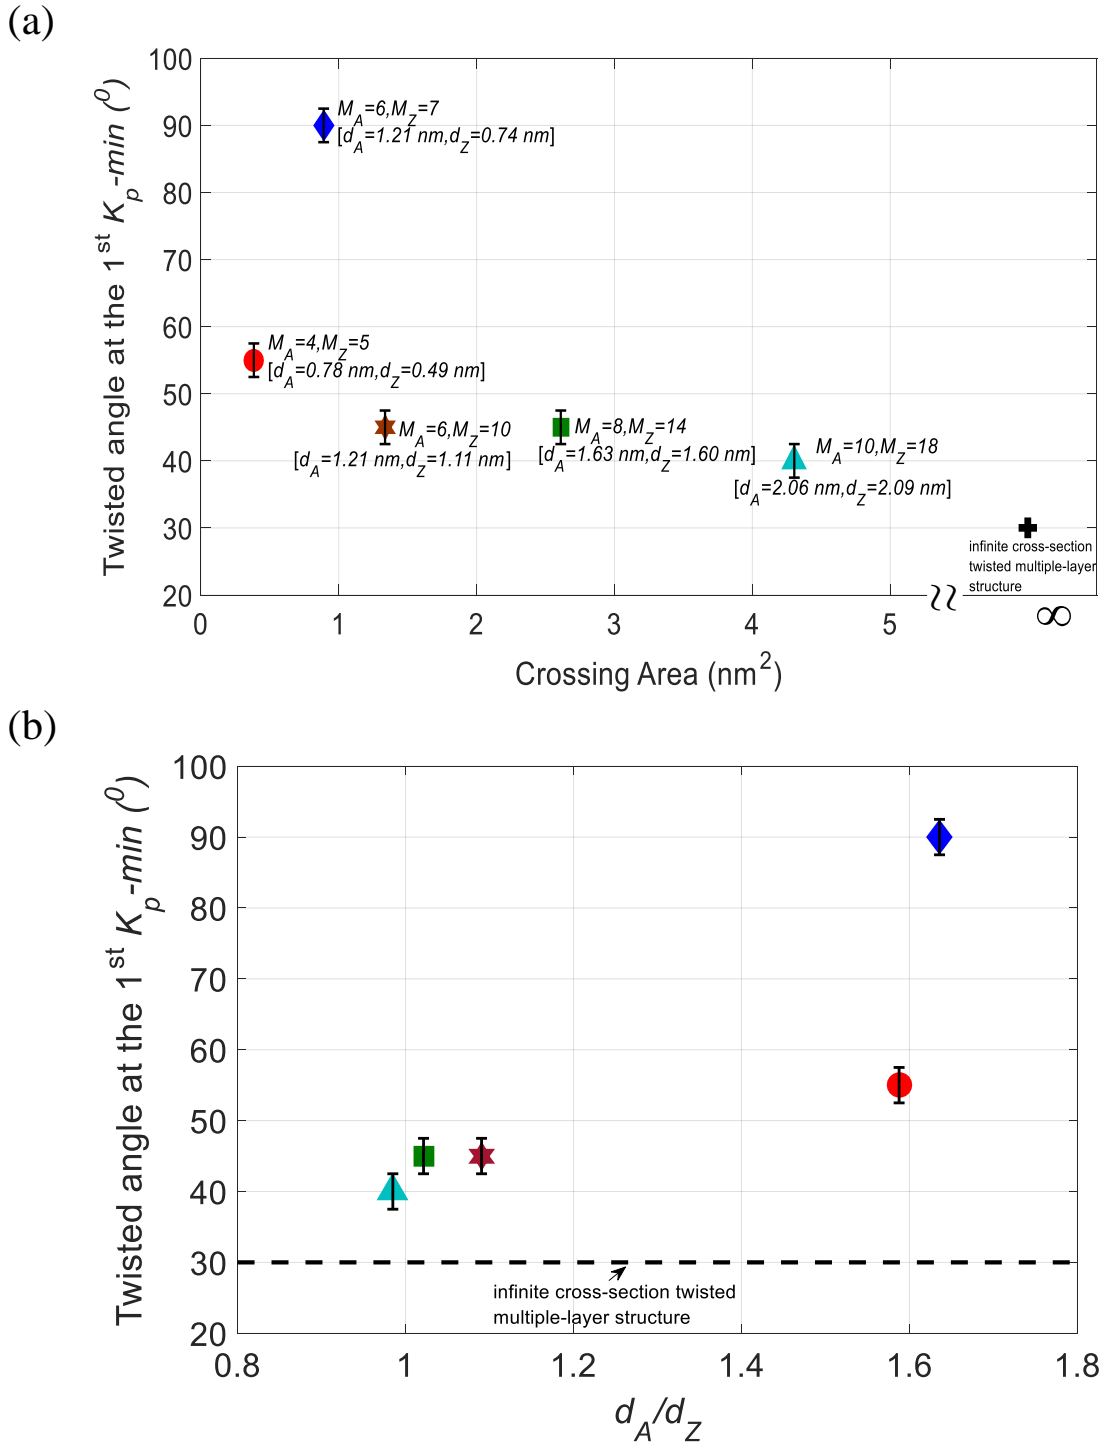 (a)
Twisted angle at the 1st Kp-min (0)
100
90
80
70
60
50
40
30
20
MA=6,MZ=7
[dA=1.21 nm,dZ=0.74 nm]
MA=4,MZ=5
[dA=0.78 nm,dZ=0.49 nm]
MA=6,MZ=10
[dA=1.21 nm,dZ=1.11 nm]
MA=8,MZ=14
[dA=1.63 nm,dZ=1.60 nm]
MA=10,MZ=18
[dA=2.06 nm,dZ=2.09 nm]
infinite cross-section
twisted multiple-layer
structure
0 1 2 3 4 5 ∞
Crossing Area (nm2)
(b)
Twisted angle at the 1st Kp-min (0)
100
90
80
70
60
50
40
30
20
infinite cross-section twisted
multiple-layer structure
0.8 1 1.2 1.4 1.6 1.8
dA/dZ